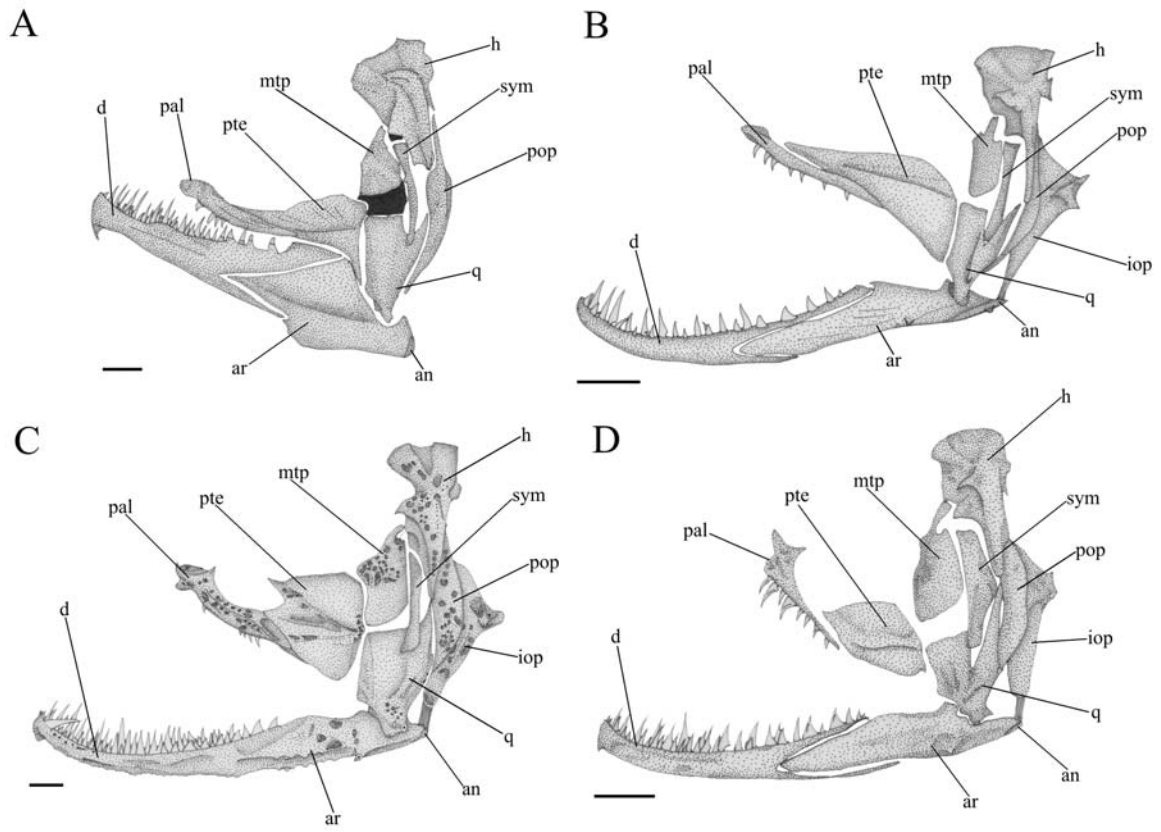 A
h
mtp
sym
d
pal
pte
pop
q
ar
an
B
h
pal
pte
mtp
sym
pop
d
iop
q
an
ar
C
h
mtp
sym
pte
pal
pop
d
iop
q
an
ar
D
h
mtp
sym
pte
pal
pop
d
iop
q
an
ar